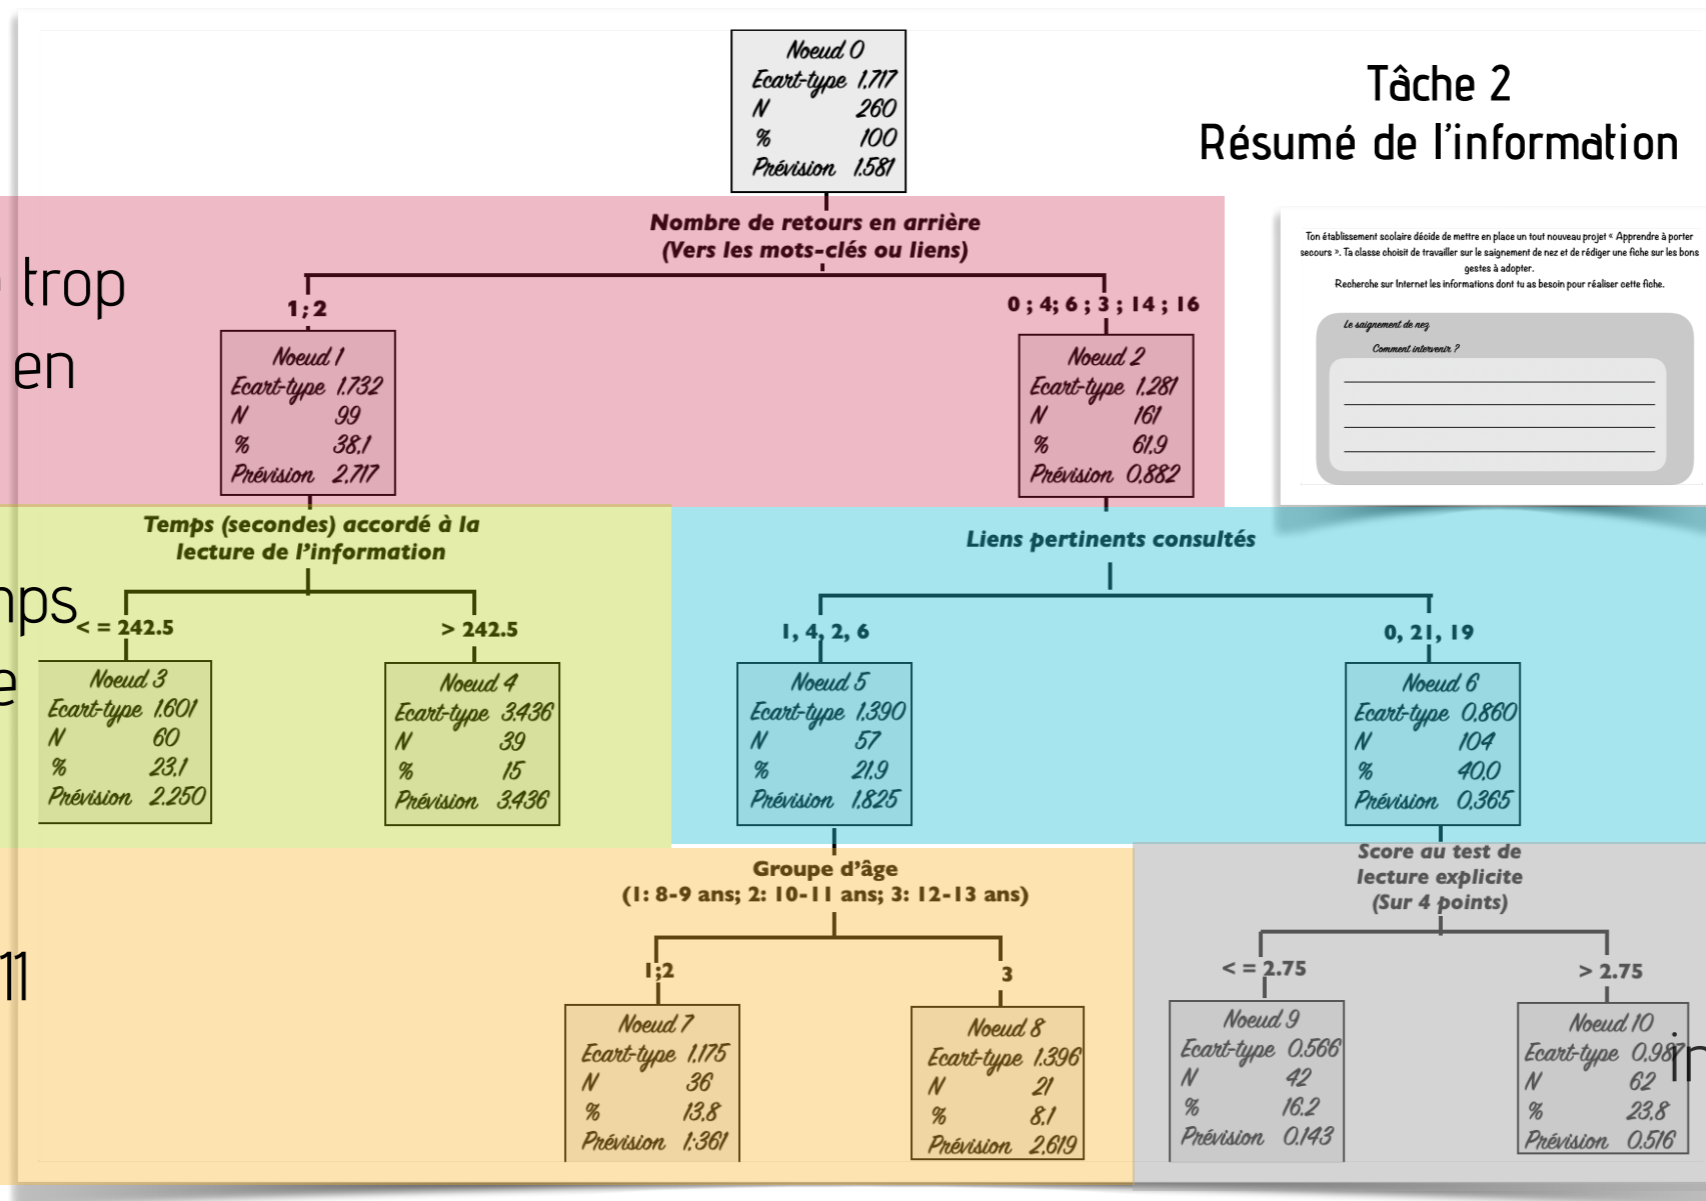 Noeud 0
Ecart-type 1.717
N 260
% 100
Prévision 1.581
Tâche 2
Résumé de l'information
Nombre de retours en arrière
(Vers les mots-clés ou liens)
Ton établissement scolaire décide de mettre en place un tout nouveau projet « Apprendre à porter
secours ». Ta classe choisit de travailler sur le saignement de nez et de rédiger une fiche sur les bons
gestes à adopter.
Recherche sur Internet les informations dont tu as besoin pour réaliser cette fiche.
Le saignement de nez
Comment intervenir ?
trop
en
1; 2
0 ; 4; 6 ; 3 ; 14 ; 16
Noeud 1
Ecart-type 1.732
N 99
% 38,1
Prévision 2,717
Noeud 2
Ecart-type 1,281
N 161
% 61,9
Prévision 0,882
Temps (secondes) accordé à la
lecture de l'information
Liens pertinents consultés
mps
e
< = 242.5
> 242.5
1, 4, 2, 6
0, 21, 19
Noeud 3
Ecart-type 1.601
N 60
% 23,1
Prévision 2.250
Noeud 4
Ecart-type 3.436
N 39
% 15
Prévision 3.436
Noeud 5
Ecart-type 1,390
N 57
% 21,9
Prévision 1,825
Noeud 6
Ecart-type 0,860
N 104
% 40,0
Prévision 0,365
Groupe d'âge
(1: 8-9 ans; 2: 10-11 ans; 3: 12-13 ans)
Score au test de
lecture explicite
(Sur 4 points)
11
1;2
3
< = 2.75
> 2.75
Noeud 7
Ecart-type 1,175
N 36
% 13,8
Prévision 1:361
Noeud 8
Ecart-type 1.396
N 21
% 8,1
Prévision 2,619
Noeud 9
Ecart-type 0.566
N 42
% 16.2
Prévision 0.143
Noeud 10
Ecart-type 0,987
N 62
% 23,8
Prévision 0.516
in